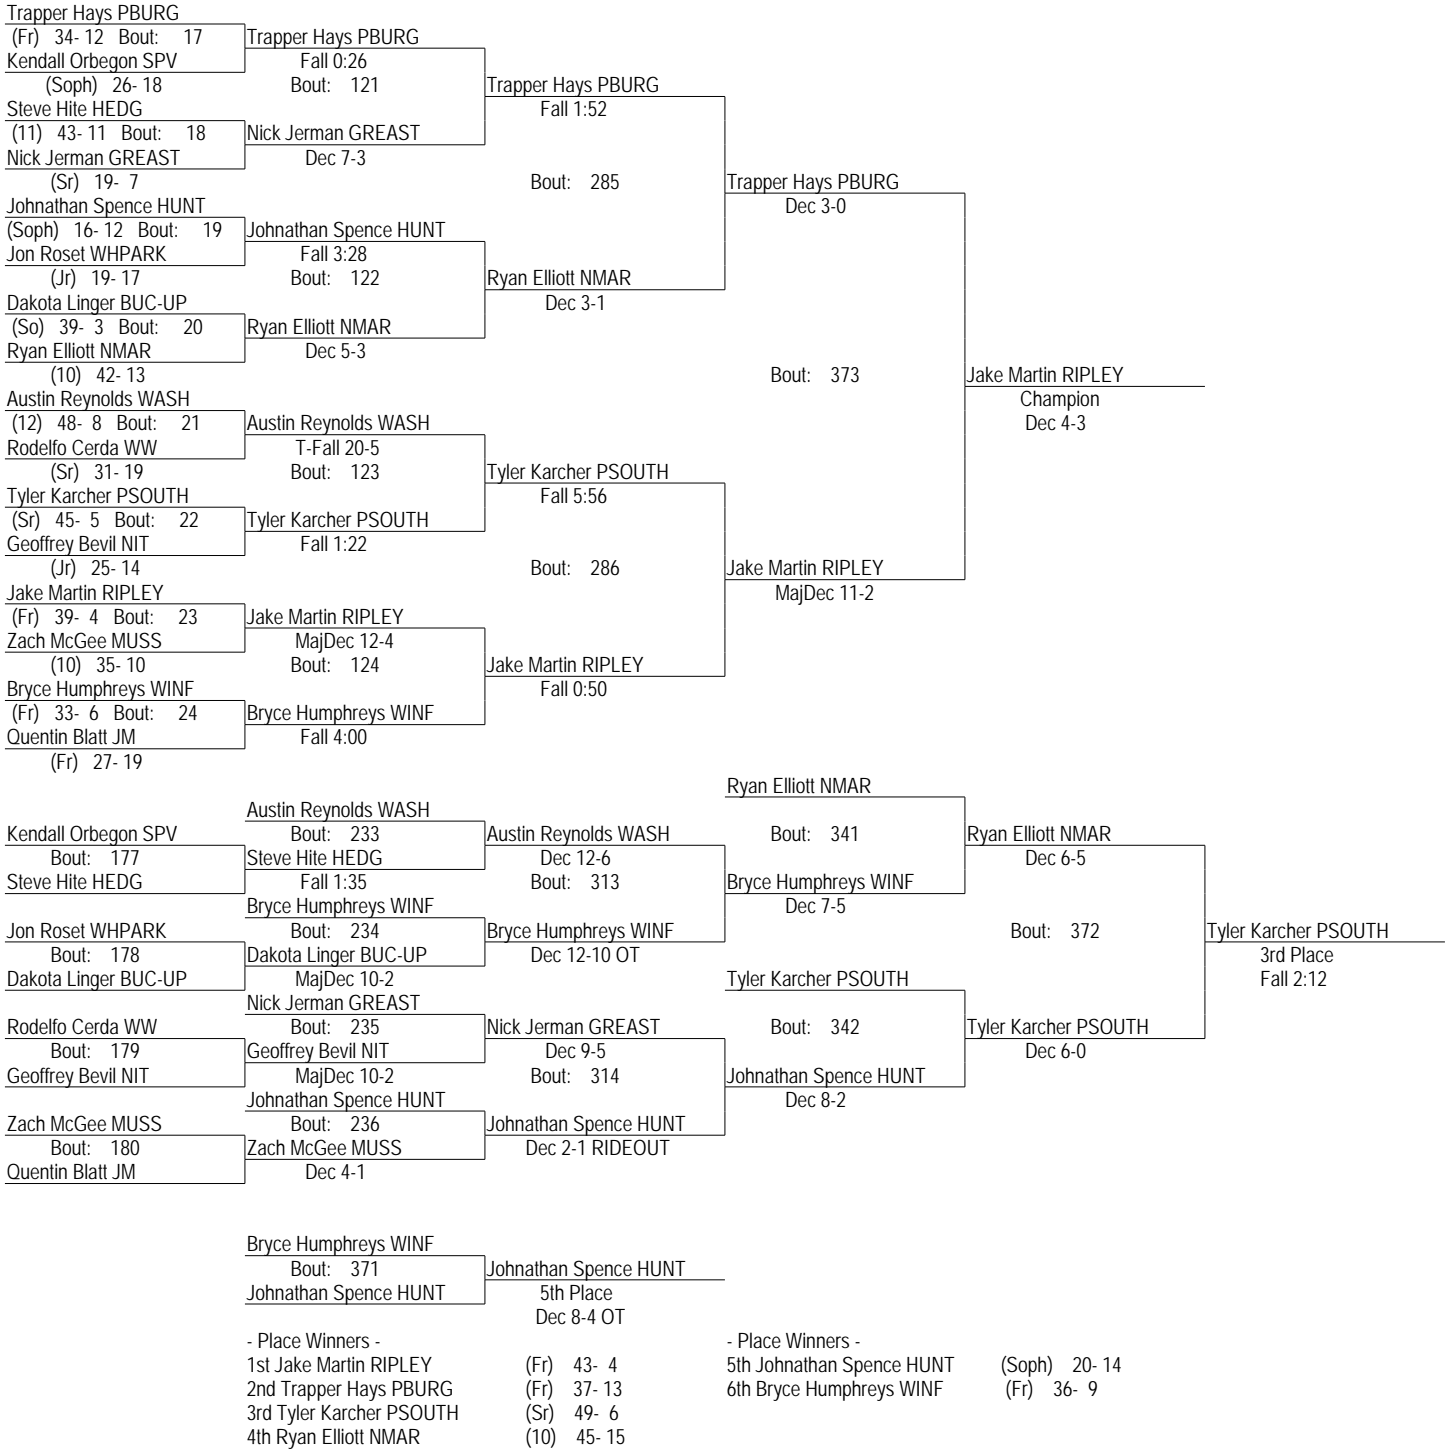 Trapper Hays PBURG
(Fr) 34- 12 Bout: 17 Trapper Hays PBURG
Kendall Orbegon SPV Fall 0:26
(Soph) 26- 18 Bout: 121 Trapper Hays PBURG
Steve Hite HEDG Fall 1:52
(11) 43- 11 Bout: 18 Nick Jerman GREAST
Nick Jerman GREAST Dec 7-3
(Sr) 19- 7 Bout: 285 Trapper Hays PBURG
Johnathan Spence HUNT Dec 3-0
(Soph) 16- 12 Bout: 19 Johnathan Spence HUNT
Jon Roset WHPARK Fall 3:28
(Jr) 19- 17 Bout: 122 Ryan Elliott NMAR
Dakota Linger BUC-UP Dec 3-1
(So) 39- 3 Bout: 20 Ryan Elliott NMAR
Ryan Elliott NMAR Dec 5-3
(10) 42- 13 Bout: 373 Jake Martin RIPLEY
Austin Reynolds WASH Champion
(12) 48- 8 Bout: 21 Austin Reynolds WASH Dec 4-3
Rodelfo Cerda WW T-Fall 20-5
(Sr) 31- 19 Bout: 123 Tyler Karcher PSOUTH
Tyler Karcher PSOUTH Fall 5:56
(Sr) 45- 5 Bout: 22 Tyler Karcher PSOUTH
Geoffrey Bevil NIT Fall 1:22
(Jr) 25- 14 Bout: 286 Jake Martin RIPLEY
Jake Martin RIPLEY MajDec 11-2
(Fr) 39- 4 Bout: 23 Jake Martin RIPLEY
Zach McGee MUSS MajDec 12-4
(10) 35- 10 Bout: 124 Jake Martin RIPLEY
Bryce Humphreys WINF Fall 0:50
(Fr) 33- 6 Bout: 24 Bryce Humphreys WINF
Quentin Blatt JM Fall 4:00
(Fr) 27- 19
Ryan Elliott NMAR
Austin Reynolds WASH
Kendall Orbegon SPV Bout: 233 Austin Reynolds WASH Bout: 341 Ryan Elliott NMAR
Bout: 177 Steve Hite HEDG Dec 12-6 Dec 6-5
Steve Hite HEDG Fall 1:35 Bout: 313 Bryce Humphreys WINF
Bryce Humphreys WINF Dec 7-5
Jon Roset WHPARK Bout: 234 Bryce Humphreys WINF Bout: 372 Tyler Karcher PSOUTH
Bout: 178 Dakota Linger BUC-UP Dec 12-10 OT 3rd Place
Dakota Linger BUC-UP MajDec 10-2 Tyler Karcher PSOUTH Fall 2:12
Nick Jerman GREAST
Rodelfo Cerda WW Bout: 235 Nick Jerman GREAST Bout: 342 Tyler Karcher PSOUTH
Bout: 179 Geoffrey Bevil NIT Dec 9-5 Dec 6-0
Geoffrey Bevil NIT MajDec 10-2 Bout: 314 Johnathan Spence HUNT
Johnathan Spence HUNT Dec 8-2
Zach McGee MUSS Bout: 236 Johnathan Spence HUNT
Bout: 180 Zach McGee MUSS Dec 2-1 RIDEOUT
Quentin Blatt JM Dec 4-1
Bryce Humphreys WINF
Bout: 371 Johnathan Spence HUNT
Johnathan Spence HUNT 5th Place
Dec 8-4 OT
- Place Winners - - Place Winners -
1st Jake Martin RIPLEY (Fr) 43- 4 5th Johnathan Spence HUNT (Soph) 20- 14
2nd Trapper Hays PBURG (Fr) 37- 13 6th Bryce Humphreys WINF (Fr) 36- 9
3rd Tyler Karcher PSOUTH (Sr) 49- 6
4th Ryan Elliott NMAR (10) 45- 15